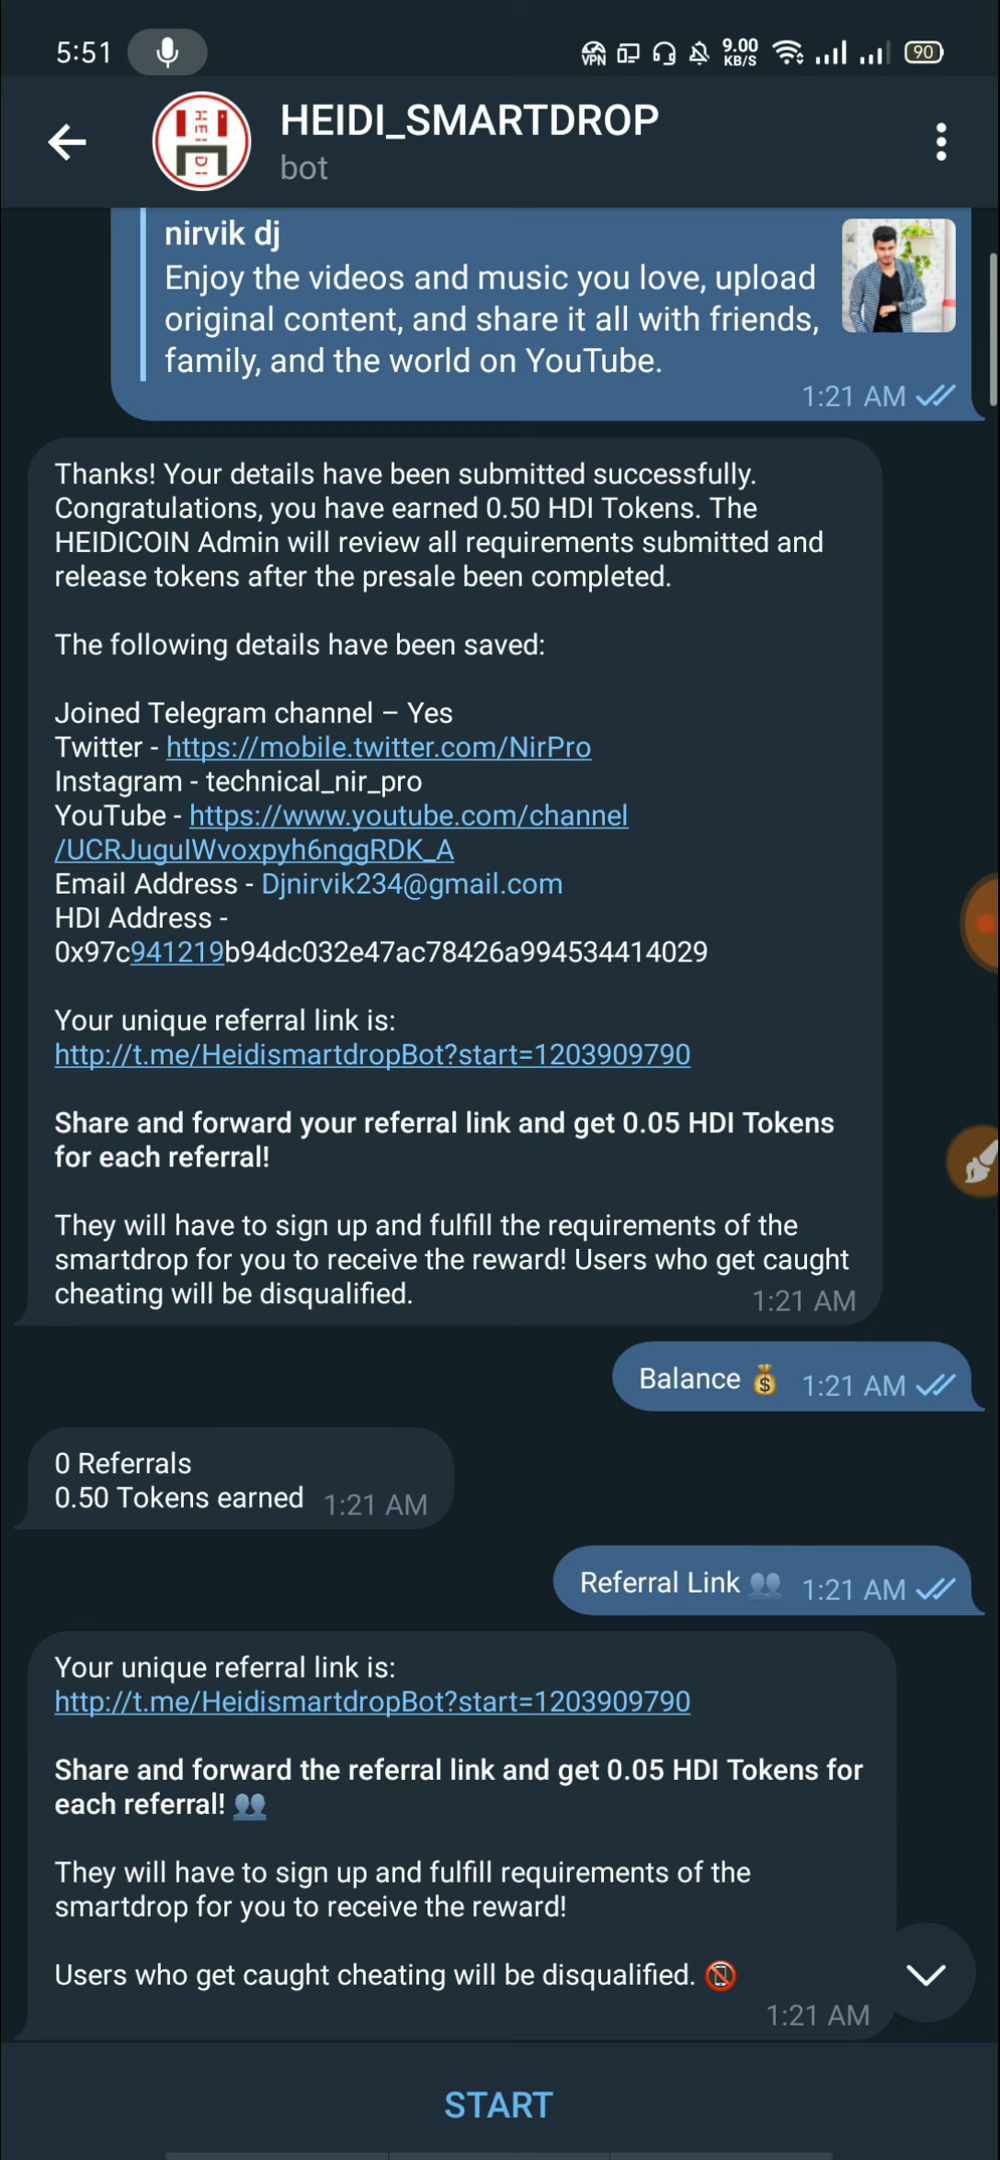 5:51
VPN
9.00
KB/S
90
HEIDI
HEIDI_SMARTDROP
bot
nirvik dj
Enjoy the videos and music you love, upload
original content, and share it all with friends,
family, and the world on YouTube.
1:21 AM
Thanks! Your details have been submitted successfully.
Congratulations, you have earned 0.50 HDI Tokens. The
HEIDICOIN Admin will review all requirements submitted and
release tokens after the presale been completed.
The following details have been saved:
Joined Telegram channel – Yes
Twitter - https://mobile.twitter.com/NirPro
Instagram - technical_nir_pro
YouTube - https://www.youtube.com/channel
/UCRJuguIWvoxpyh6nggRDK_A
Email Address - Djnirvik234@gmail.com
HDI Address -
0x97c941219b94dc032e47ac78426a994534414029
Your unique referral link is:
http://t.me/HeidismartdropBot?start=1203909790
Share and forward your referral link and get 0.05 HDI Tokens
for each referral!
They will have to sign up and fulfill the requirements of the
smartdrop for you to receive the reward! Users who get caught
cheating will be disqualified.
1:21 AM
Balance 💰 1:21 AM
0 Referrals
0.50 Tokens earned 1:21 AM
Referral Link 👥 1:21 AM
Your unique referral link is:
http://t.me/HeidismartdropBot?start=1203909790
Share and forward the referral link and get 0.05 HDI Tokens for
each referral! 👥
They will have to sign up and fulfill requirements of the
smartdrop for you to receive the reward!
Users who get caught cheating will be disqualified. 📵
1:21 AM
START